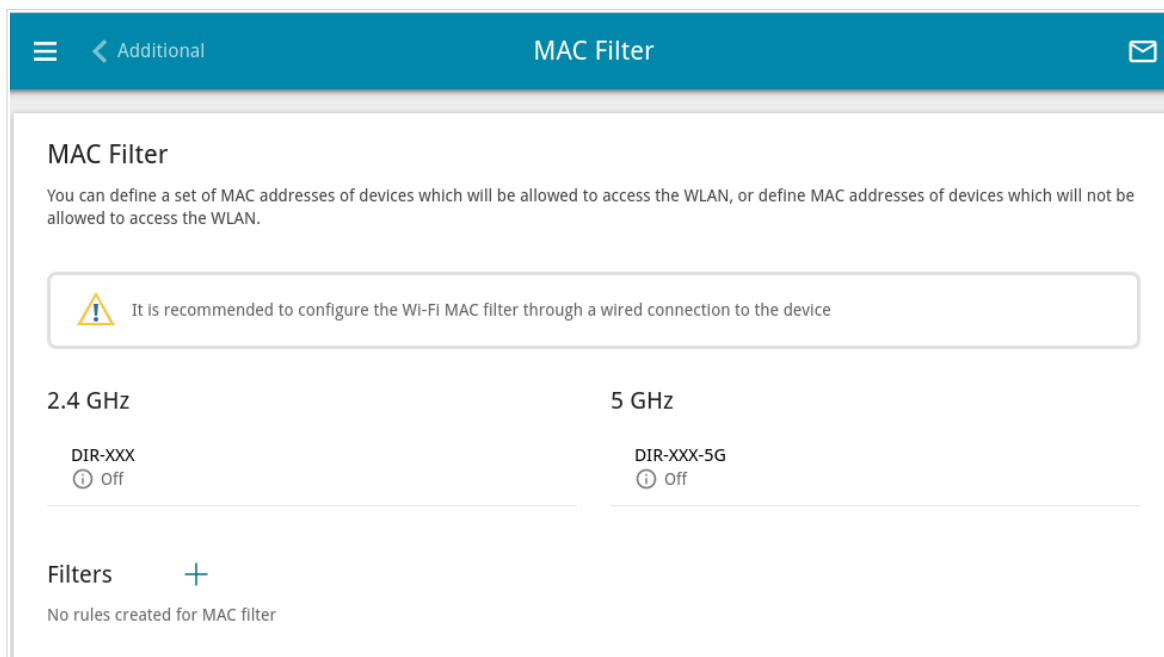 Additional
MAC Filter
MAC Filter
You can define a set of MAC addresses of devices which will be allowed to access the WLAN, or define MAC addresses of devices which will not be
allowed to access the WLAN.
It is recommended to configure the Wi-Fi MAC filter through a wired connection to the device
2.4 GHz
5 GHz
DIR-XXX
Off
DIR-XXX-5G
Off
Filters
No rules created for MAC filter